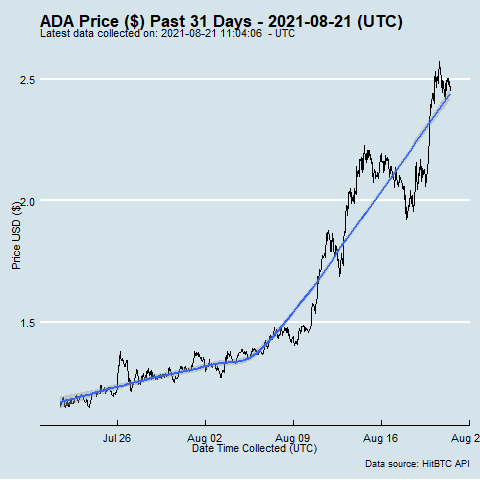 ADA Price ($) Past 31 Days - 2021-08-21 (UTC)
Latest data collected on: 2021-08-21 11:04:06 - UTC
2.5
2.0
1.5
Price USD ($)
Jul 26
Aug 02
Aug 09
Aug 16
Aug 2
Date Time Collected (UTC)
Data source: HitBTC API